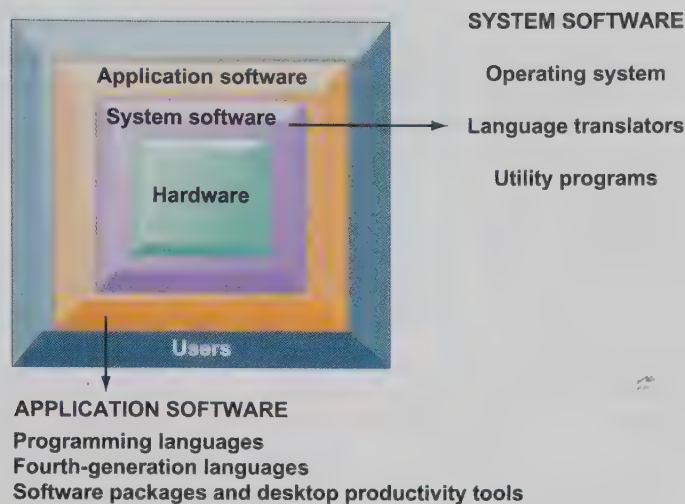 SYSTEM SOFTWARE
Operating system
Language translators
Utility programs
Application software
System software
Hardware
Users
APPLICATION SOFTWARE
Programming languages
Fourth-generation languages
Software packages and desktop productivity tools